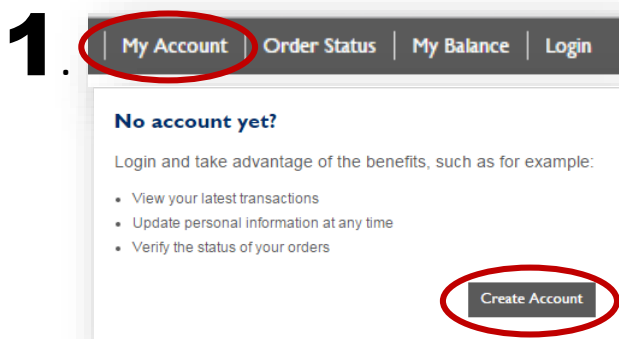 1.
My Account | Order Status | My Balance | Login
No account yet?
Login and take advantage of the benefits, such as for example:
• View your latest transactions
• Update personal information at any time
• Verify the status of your orders
Create Account